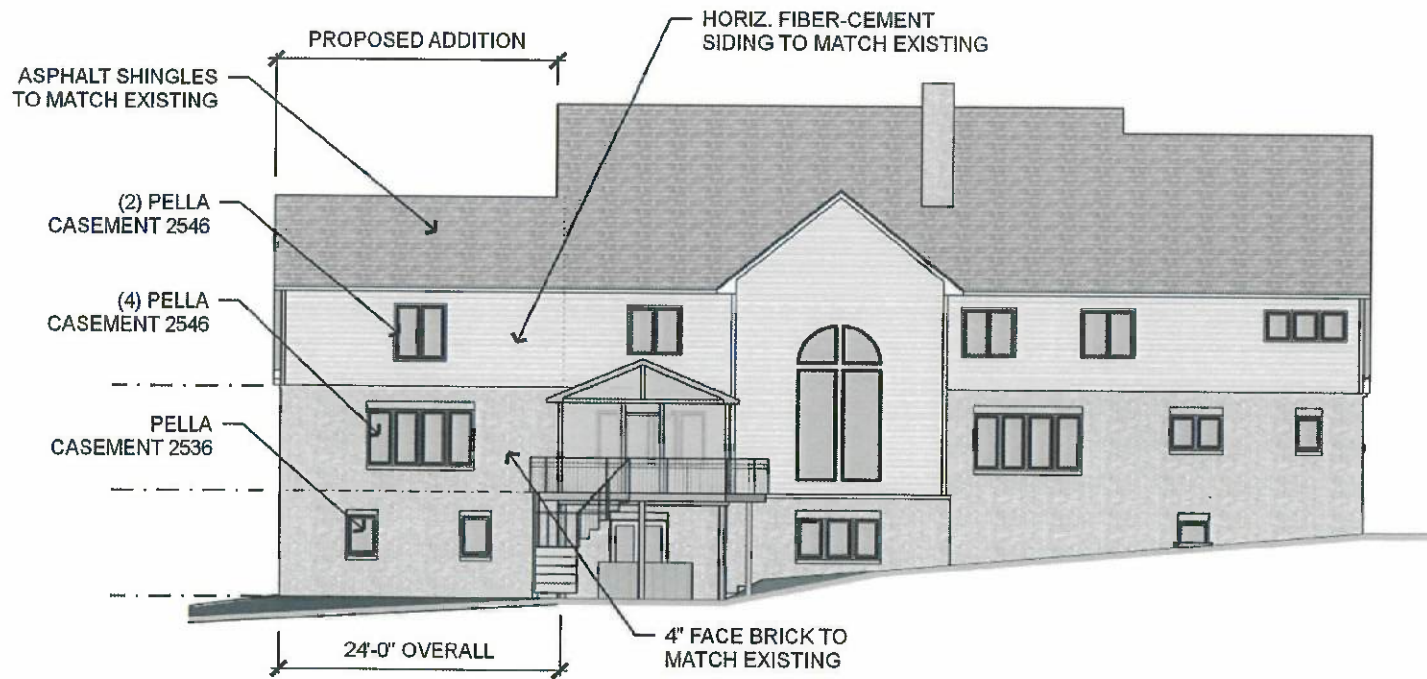 PROPOSED ADDITION
HORIZ. FIBER-CEMENT
SIDING TO MATCH EXISTING
ASPHALT SHINGLES
TO MATCH EXISTING
(2) PELLA
CASEMENT 2546
(4) PELLA
CASEMENT 2546
PELLA
CASEMENT 2536
4" FACE BRICK TO
MATCH EXISTING
24'-0" OVERALL